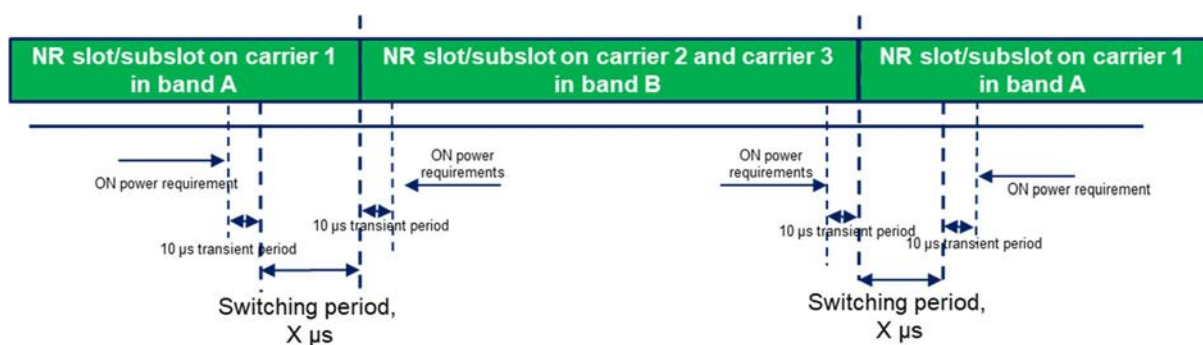 NR slot/subslot on carrier 1
in band A
NR slot/subslot on carrier 2 and carrier 3
in band B
NR slot/subslot on carrier 1
in band A
ON power requirement
ON power
requirements
ON power
requirements
ON power requirement
10 µs transient period
10 µs transient period
10 µs transient period
10 µs transient period
Switching period,
X µs
Switching period,
X µs